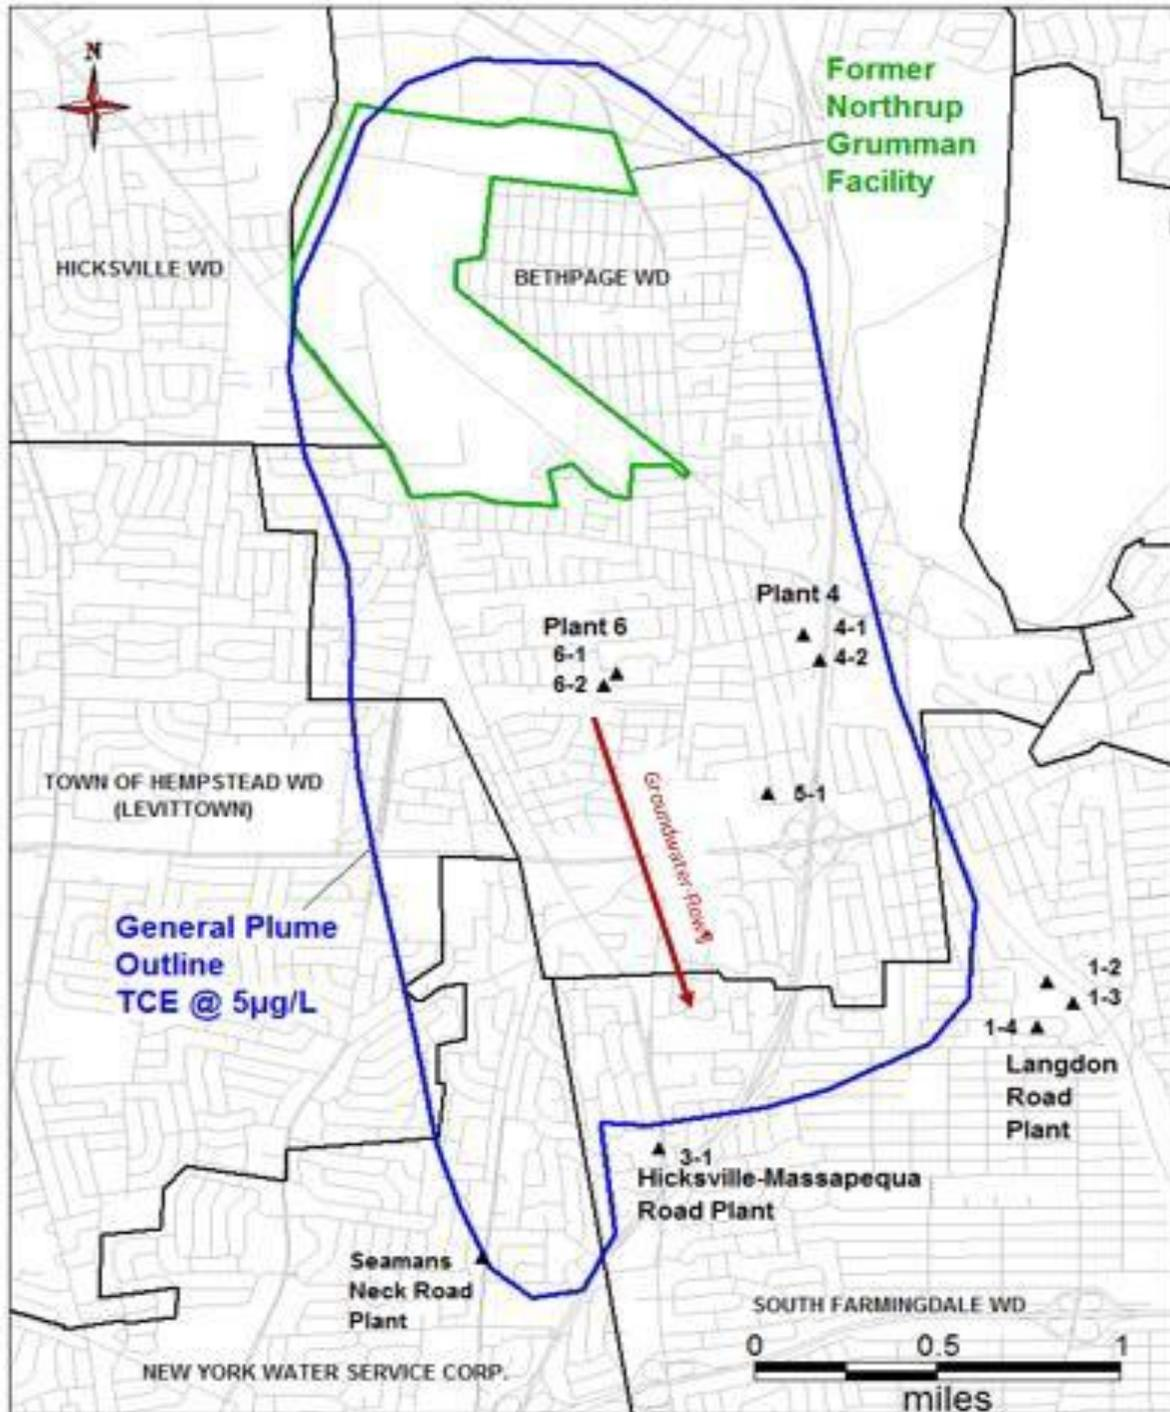 N
Former
Northrup
Grumman
Facility
HICKSVILLE WD
BETHPAGE WD
Plant 4
4-1
4-2
Plant 6
6-1
6-2
5-1
Groundwater-flow¶
TOWN OF HEMPSTEAD WD
(LEVITTOWN)
General Plume
Outline
TCE @ 5µg/L
1-2
1-3
1-4
Langdon
Road
Plant
3-1
Hicksville-Massapequa
Road Plant
Seamans
Neck Road
Plant
SOUTH FARMINGDALE WD
NEW YORK WATER SERVICE CORP.
0 0.5 1
miles